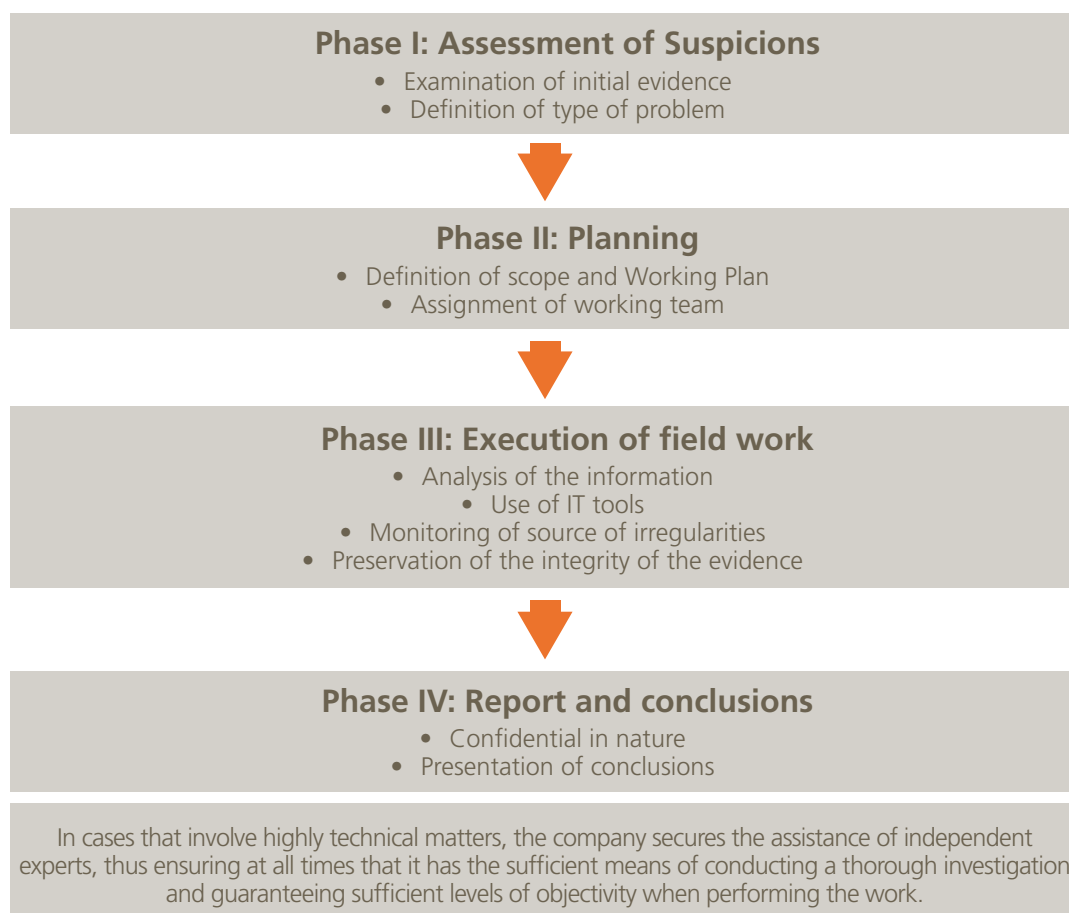 Phase I: Assessment of Suspicions
• Examination of initial evidence
• Definition of type of problem
Phase II: Planning
• Definition of scope and Working Plan
• Assignment of working team
Phase III: Execution of field work
• Analysis of the information
• Use of IT tools
• Monitoring of source of irregularities
• Preservation of the integrity of the evidence
Phase IV: Report and conclusions
• Confidential in nature
• Presentation of conclusions
In cases that involve highly technical matters, the company secures the assistance of independent
experts, thus ensuring at all times that it has the sufficient means of conducting a thorough investigation
and guaranteeing sufficient levels of objectivity when performing the work.